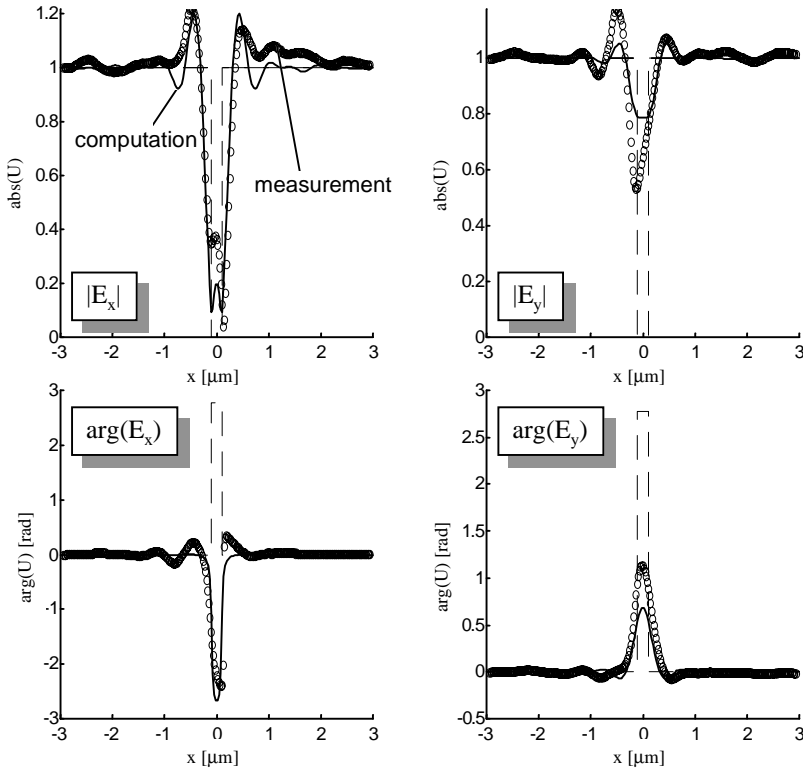 abs(U)
1.2
1
0.8
0.6
0.4
0.2
0
computation
measurement
|Eₓ|
-3 -2 -1 0 1 2 3
x [μm]
abs(U)
1
0.8
0.6
0.4
0.2
0
|E_y|
-3 -2 -1 0 1 2 3
x [μm]
arg(U) [rad]
3
2
1
0
-1
-2
-3
arg(Eₓ)
-3 -2 -1 0 1 2 3
x [μm]
arg(U) [rad]
3
2.5
2
1.5
1
0.5
0
-0.5
arg(E_y)
-3 -2 -1 0 1 2 3
x [μm]